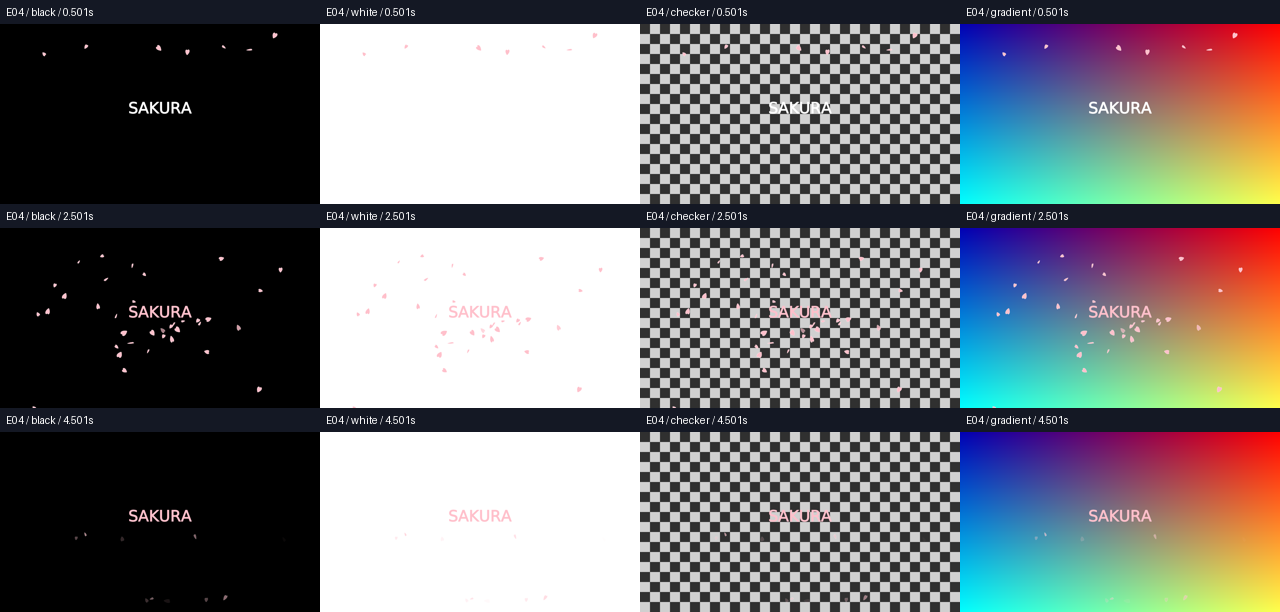 E04 / black / 0.501s
E04 / white / 0.501s
E04 / checker / 0.501s
E04 / gradient / 0.501s
SAKURA
SAKURA
SAKURA
E04 / black / 2.501s
E04 / white / 2.501s
E04 / checker / 2.501s
E04 / gradient / 2.501s
SAKURA
SAKURA
SAKURA
SAKURA
E04 / black / 4.501s
E04 / white / 4.501s
E04 / checker / 4.501s
E04 / gradient / 4.501s
SAKURA
SAKURA
SAKURA
SAKURA